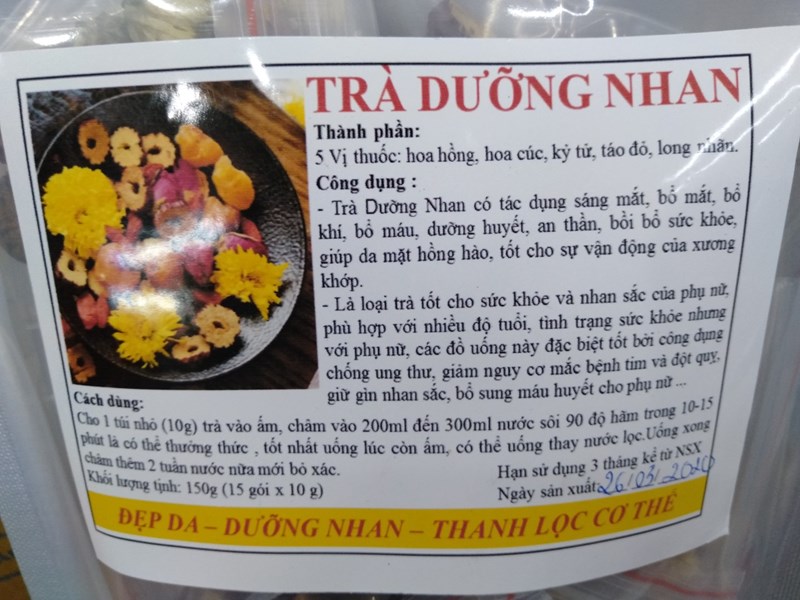 TRÀ DƯỠNG NHAN
Thành phần:
5 Vị thuốc: hoa hồng, hoa cúc, kỷ tử, táo đỏ, long nhãn.
Công dụng :
- Trà Dưỡng Nhan có tác dụng sáng mắt, bổ mắt, bổ
khí, bổ máu, dưỡng huyết, an thần, bồi bổ sức khỏe,
giúp da mặt hồng hào, tốt cho sự vận động của xương
khớp.
- Là loại trà tốt cho sức khỏe và nhan sắc của phụ nữ,
phù hợp với nhiều độ tuổi, tình trạng sức khỏe nhưng
với phụ nữ, các đồ uống này đặc biệt tốt bởi công dụng
chống ung thư, giảm nguy cơ mắc bệnh tim và đột quỵ,
giữ gìn nhan sắc, bổ sung máu huyết cho phụ nữ ...
Cách dùng:
Cho 1 túi nhỏ (10g) trà vào ấm, châm vào 200ml đến 300ml nước sôi 90 độ hãm trong 10-15
phút là có thể thưởng thức , tốt nhất uống lúc còn ấm, có thể uống thay nước lọc.Uống xong
châm thêm 2 tuần nước nữa mới bỏ xác.
Khối lượng tịnh: 150g (15 gói x 10 g)
Hạn sử dụng 3 tháng kể từ NSX
Ngày sản xuất: 26/03/2020
ĐẸP DA – DƯỠNG NHAN – THANH LỌC CƠ THỂ